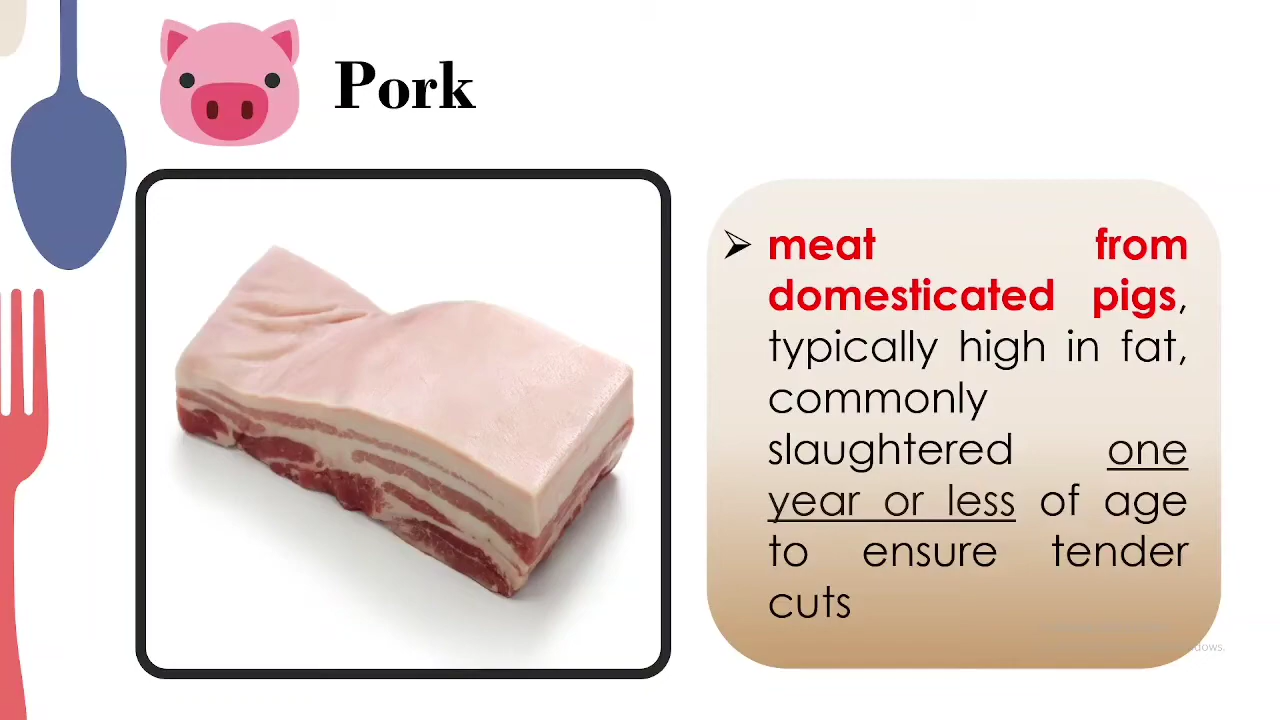 Pork
➢ meat from
domesticated pigs,
typically high in fat,
commonly
slaughtered one
year or less of age
to ensure tender
cuts